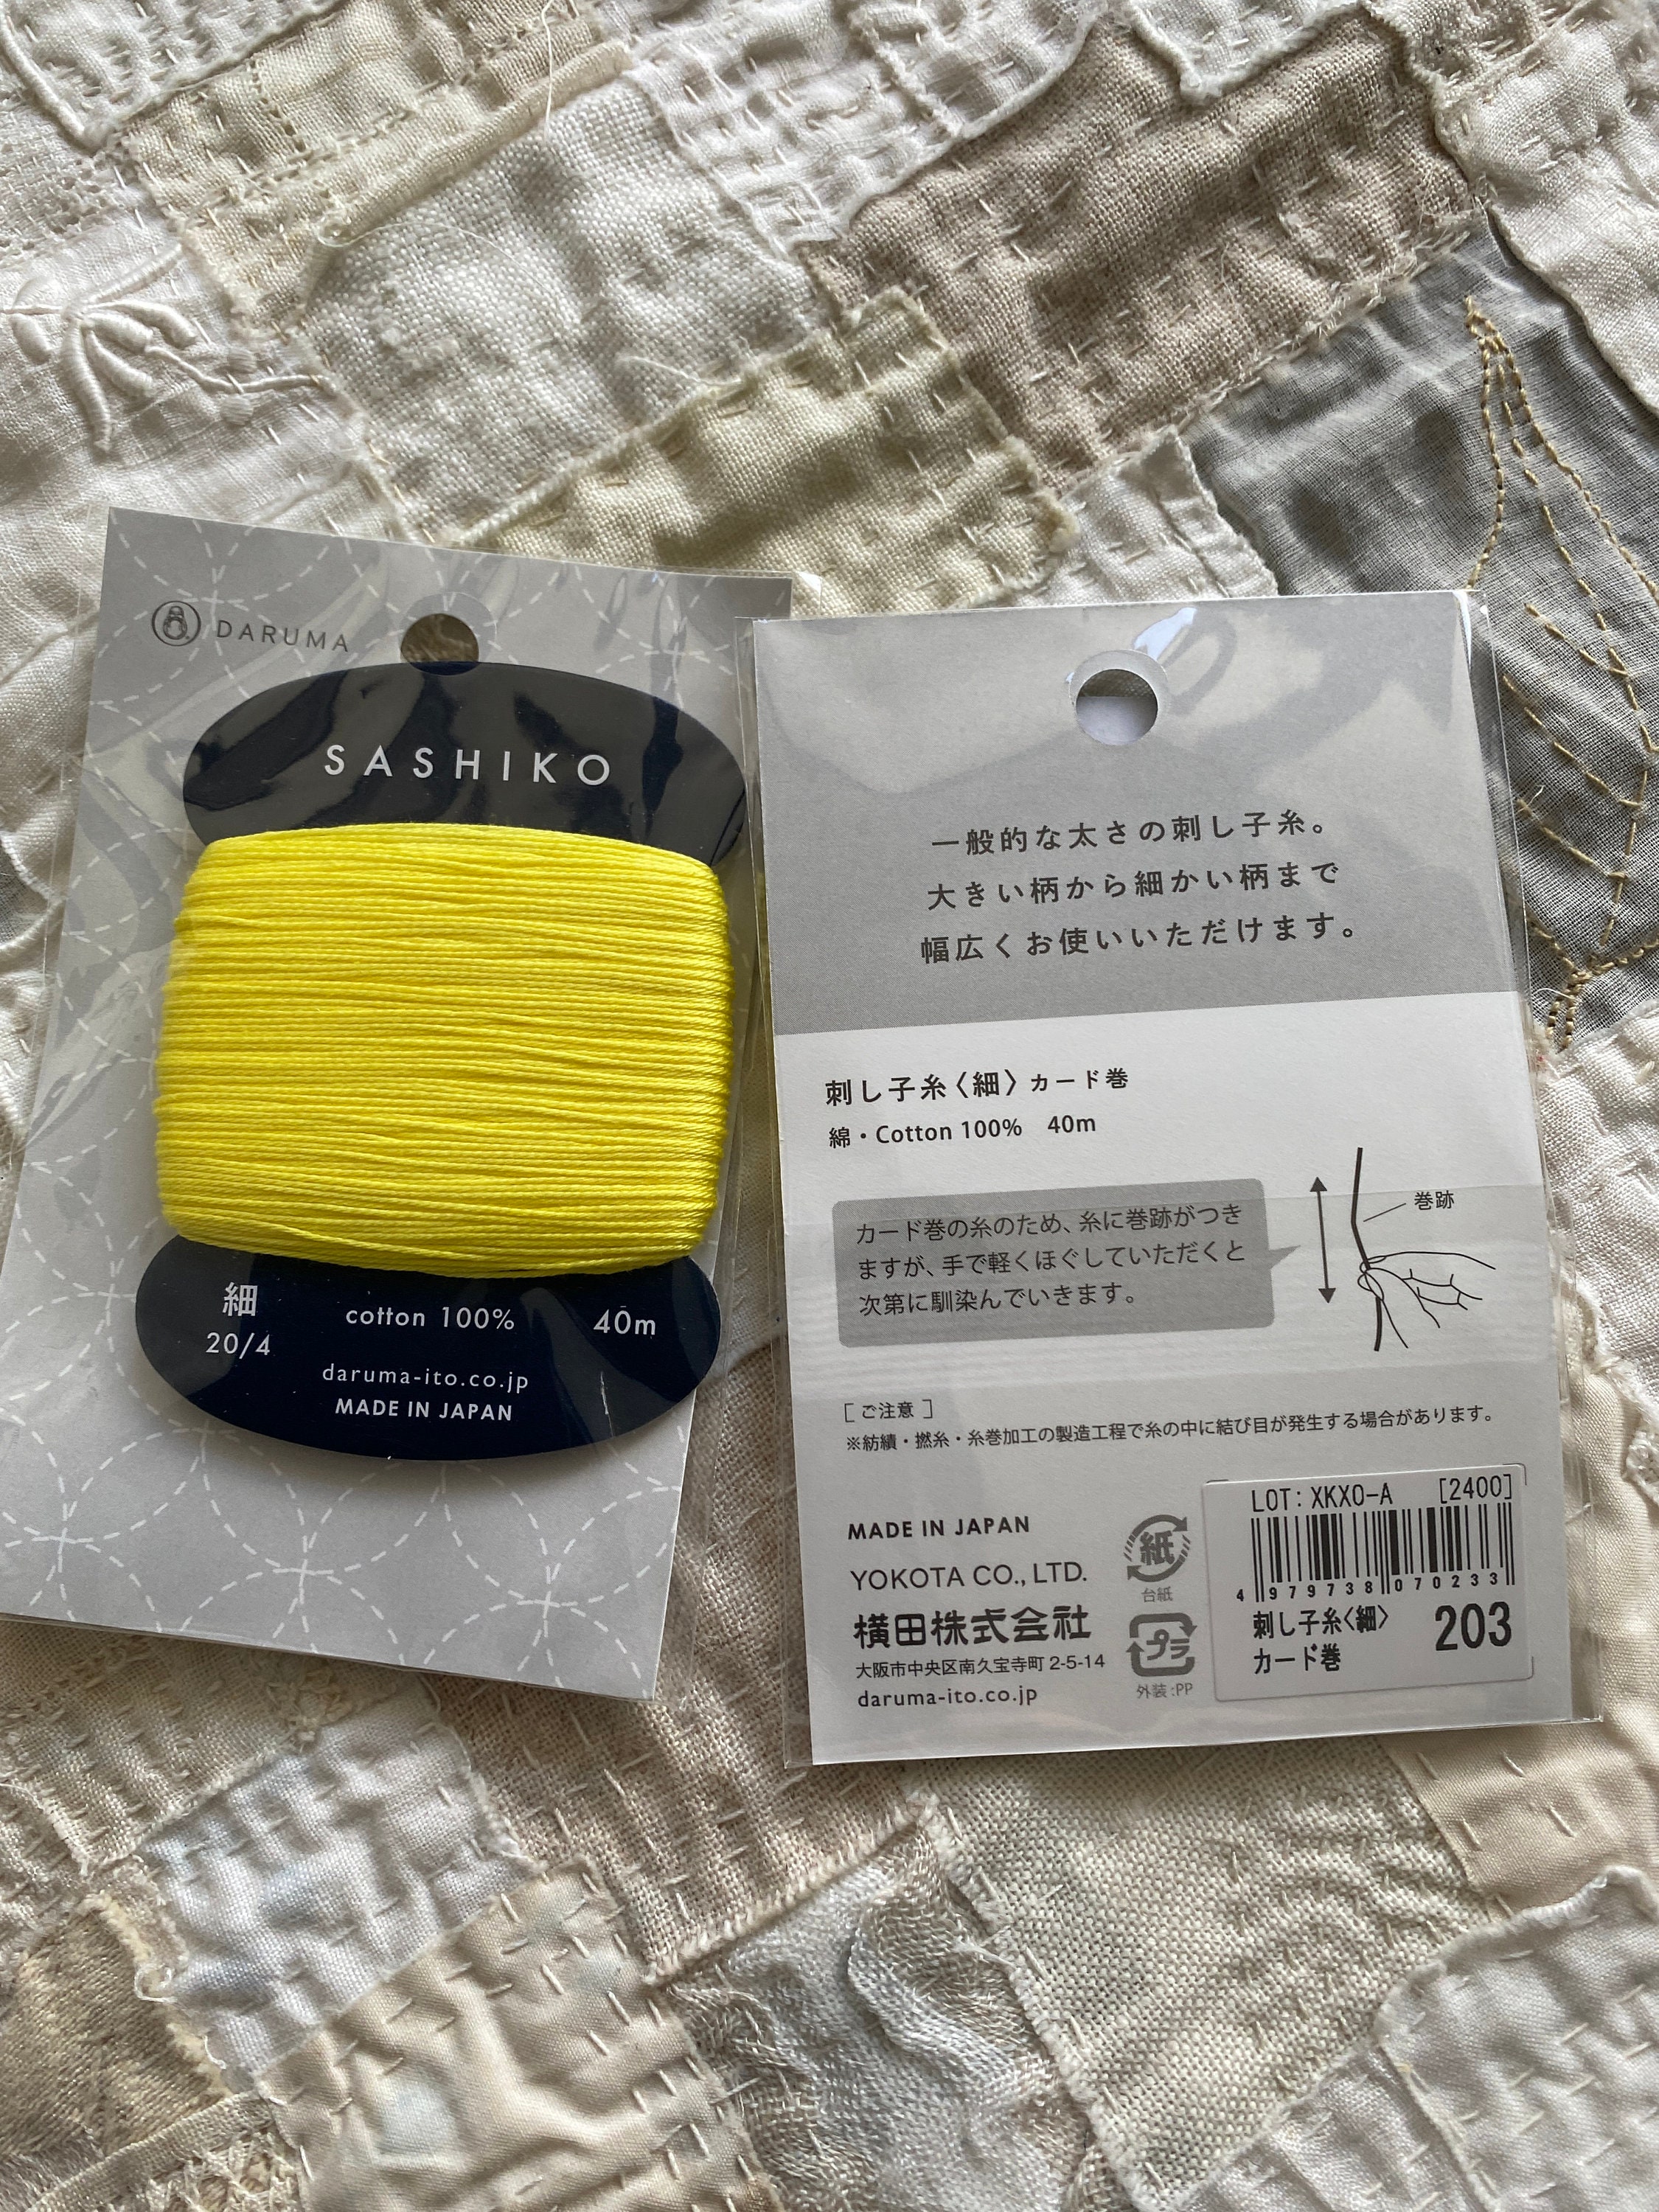 DARUMA
SASHIKO
細
20/4
cotton 100%
40m
daruma-ito.co.jp
MADE IN JAPAN
一般的な太さの刺し子糸。
大きい柄から細かい柄まで
幅広くお使いいただけます。
刺し子糸〈細〉カード巻
綿・Cotton 100% 40m
カード巻の糸のため、糸に巻跡がつき
ますが、手で軽くほぐしていただくと
次第に馴染んでいきます。
巻跡
[ご注意]
※紡績・撚糸・糸巻加工の製造工程で糸の中に結び目が発生する場合があります。
MADE IN JAPAN
YOKOTA CO., LTD.
横田株式会社
大阪市中央区南久宝寺町 2-5-14
daruma-ito.co.jp
紙
台紙
プラ
外装:PP
LOT: XKXO-A [2400]
4 979738 070233
刺し子糸〈細〉
カード巻
203